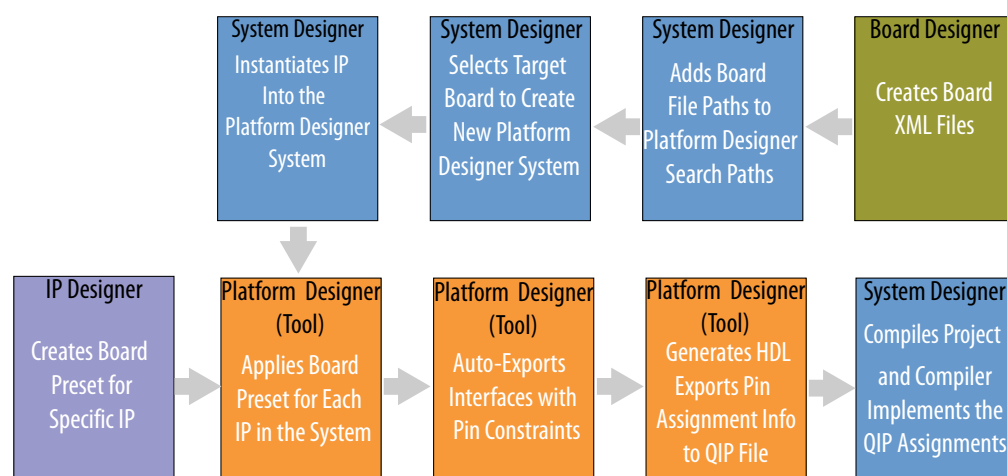 System Designer
Instantiates IP
Into the
Platform Designer
System
System Designer
Selects Target
Board to Create
New Platform
Designer System
System Designer
Adds Board
File Paths to
Platform Designer
Search Paths
Board Designer
Creates Board
XML Files
IP Designer
Creates Board
Preset for
Specific IP
Platform Designer
(Tool)
Applies Board
Preset for Each
IP in the System
Platform Designer
(Tool)
Auto-Exports
Interfaces with
Pin Constraints
Platform Designer
(Tool)
Generates HDL
Exports Pin
Assignment Info
to QIP File
System Designer
Compiles Project
and Compiler
Implements the
QIP Assignments